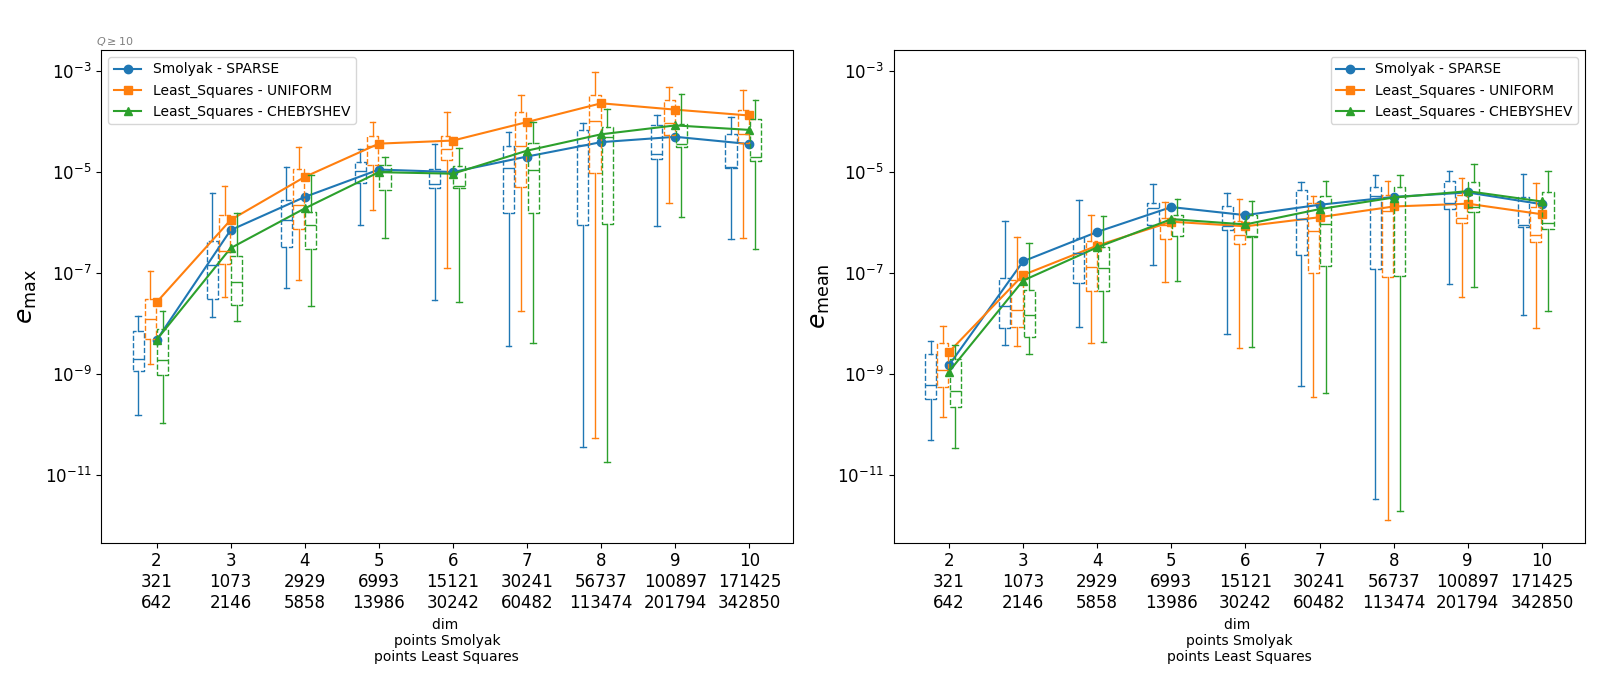 Q ≥ 10
Smolyak - SPARSE
Least_Squares - UNIFORM
Least_Squares - CHEBYSHEV
10⁻³
10⁻⁵
10⁻⁷
10⁻⁹
10⁻¹¹
e_max
2 3 4 5 6 7 8 9 10
321 1073 2929 6993 15121 30241 56737 100897 171425
642 2146 5858 13986 30242 60482 113474 201794 342850
dim
points Smolyak
points Least Squares
Smolyak - SPARSE
Least_Squares - UNIFORM
Least_Squares - CHEBYSHEV
10⁻³
10⁻⁵
10⁻⁷
10⁻⁹
10⁻¹¹
e_mean
2 3 4 5 6 7 8 9 10
321 1073 2929 6993 15121 30241 56737 100897 171425
642 2146 5858 13986 30242 60482 113474 201794 342850
dim
points Smolyak
points Least Squares